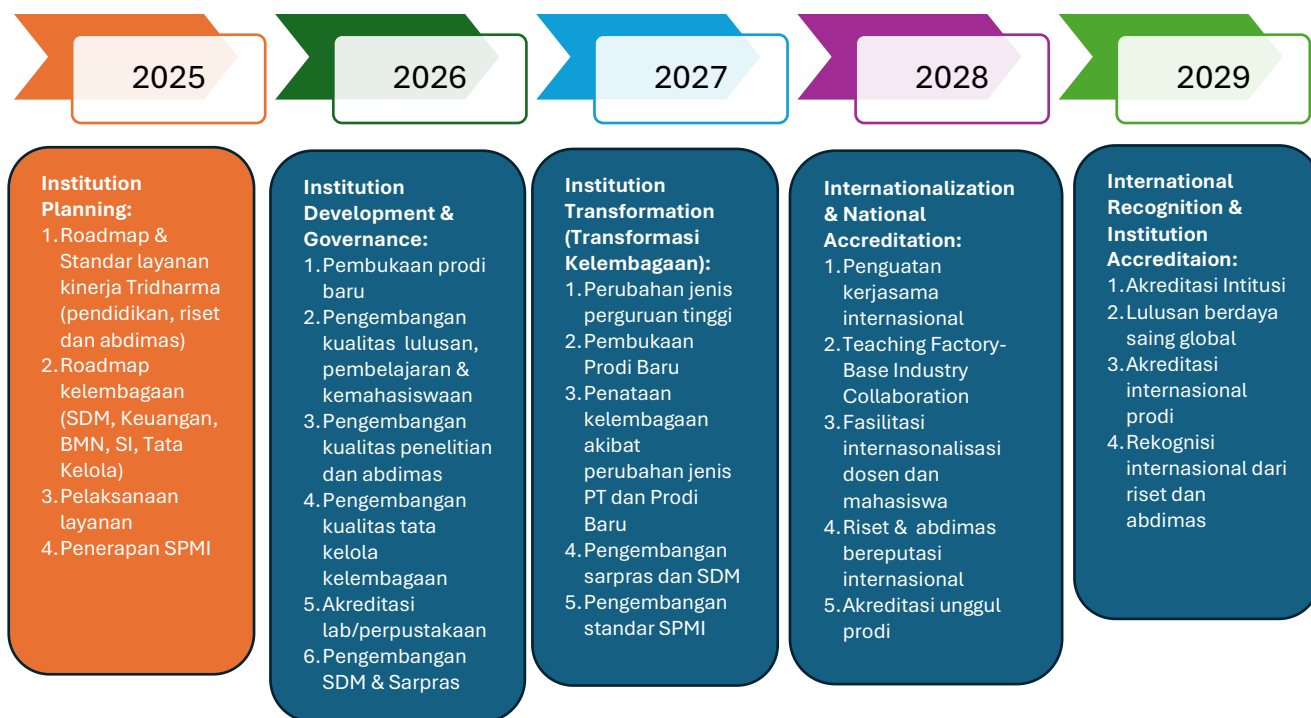 2025
2026
2027
2028
2029
Institution
Planning:
1.Roadmap &
Standar layanan
kinerja Tridharma
(pendidikan, riset
dan abdimas)
2.Roadmap
kelembagaan
(SDM, Keuangan,
BMN, SI, Tata
Kelola)
3.Pelaksanaan
layanan
4.Penerapan SPMI
Institution
Development &
Governance:
1.Pembukaan prodi
baru
2.Pengembangan
kualitas lulusan,
pembelajaran &
kemahasiswaan
3.Pengembangan
kualitas penelitian
dan abdimas
4.Pengembangan
kualitas tata
kelola
kelembagaan
5.Akreditasi
lab/perpustakaan
6.Pengembangan
SDM & Sarpras
Institution
Transformation
(Transformasi
Kelembagaan):
1.Perubahan jenis
perguruan tinggi
2.Pembukaan
Prodi Baru
3.Penataan
kelembagaan
akibat
perubahan jenis
PT dan Prodi
Baru
4.Pengembangan
sarpras dan SDM
5.Pengembangan
standar SPMI
Internationalization
& National
Accreditation:
1.Penguatan
kerjasama
internasional
2.Teaching Factory-
Base Industry
Collaboration
3.Fasilitasi
internasonalisasi
dosen dan
mahasiswa
4.Riset & abdimas
bereputasi
internasional
5.Akreditasi unggul
prodi
International
Recognition &
Institution
Accreditaion:
1.Akreditasi Intitusi
2.Lulusan berdaya
saing global
3.Akreditasi
internasional
prodi
4.Rekognisi
internasional dari
riset dan
abdimas